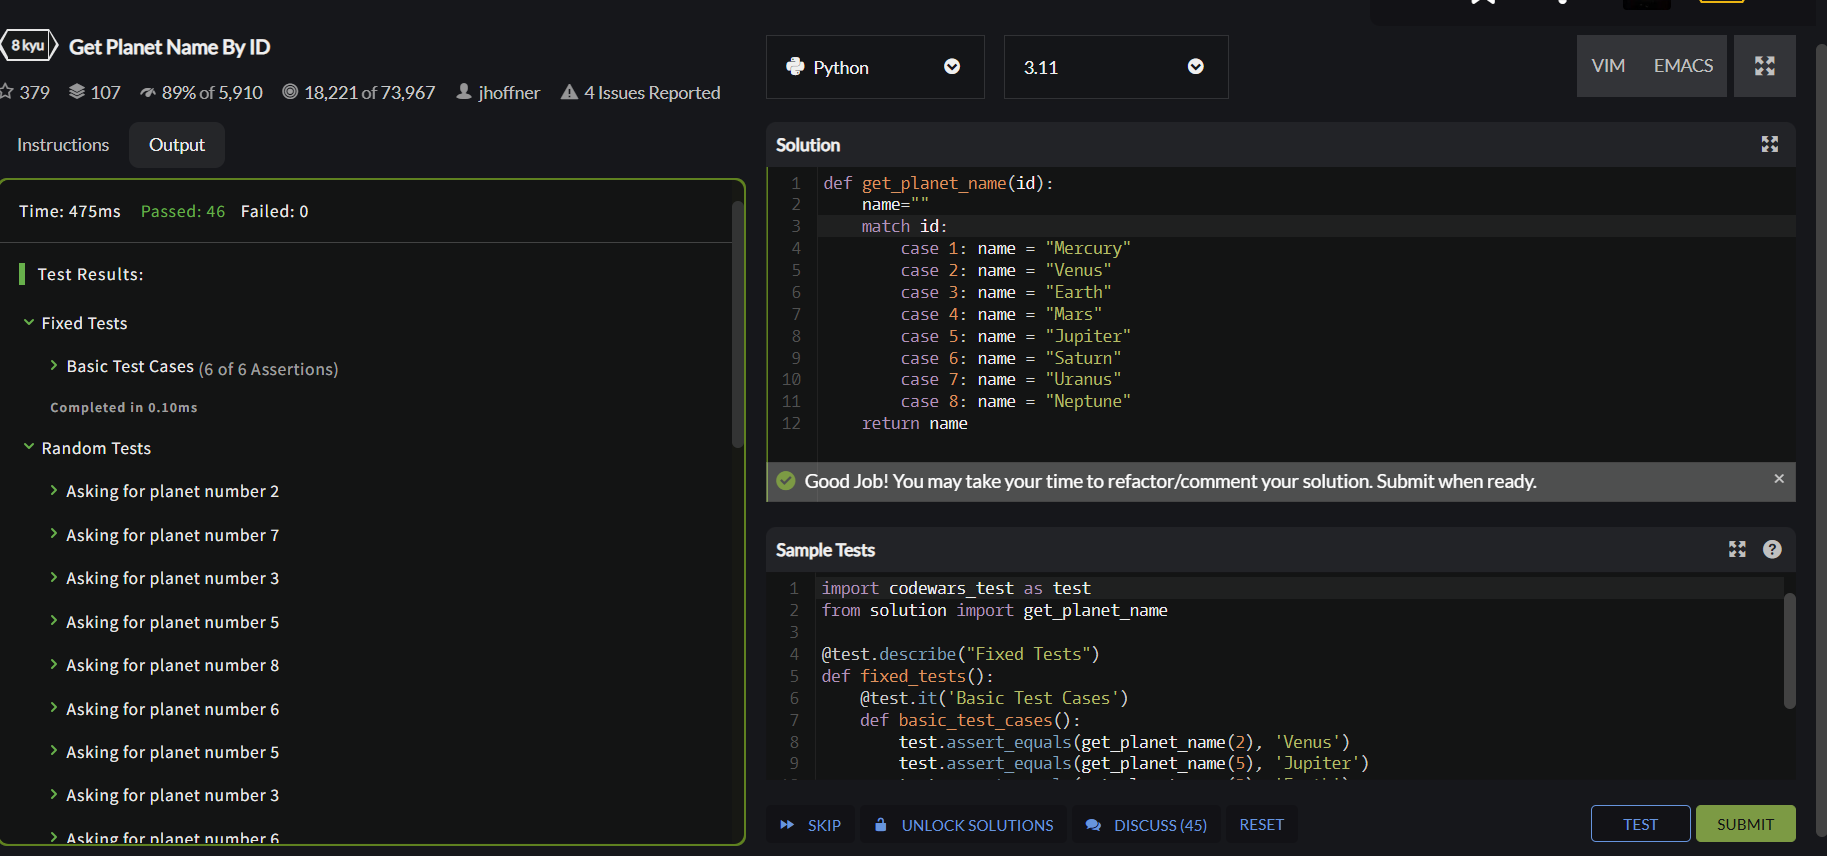 8 kyu Get Planet Name By ID
379 107 89% of 5,910 18,221 of 73,967 jhoffner 4 Issues Reported
Instructions Output
Time: 475ms Passed: 46 Failed: 0
Test Results:
Fixed Tests
Basic Test Cases (6 of 6 Assertions)
Completed in 0.10ms
Random Tests
Asking for planet number 2
Asking for planet number 7
Asking for planet number 3
Asking for planet number 5
Asking for planet number 8
Asking for planet number 6
Asking for planet number 5
Asking for planet number 3
Asking for planet number 6
Python 3.11 VIM EMACS
Solution
1 def get_planet_name(id):
2 name=""
3 match id:
4 case 1: name = "Mercury"
5 case 2: name = "Venus"
6 case 3: name = "Earth"
7 case 4: name = "Mars"
8 case 5: name = "Jupiter"
9 case 6: name = "Saturn"
10 case 7: name = "Uranus"
11 case 8: name = "Neptune"
12 return name
Good Job! You may take your time to refactor/comment your solution. Submit when ready.
Sample Tests
1 import codewars_test as test
2 from solution import get_planet_name
3
4 @test.describe("Fixed Tests")
5 def fixed_tests():
6 @test.it('Basic Test Cases')
7 def basic_test_cases():
8 test.assert_equals(get_planet_name(2), 'Venus')
9 test.assert_equals(get_planet_name(5), 'Jupiter')
SKIP UNLOCK SOLUTIONS DISCUSS (45) RESET TEST SUBMIT